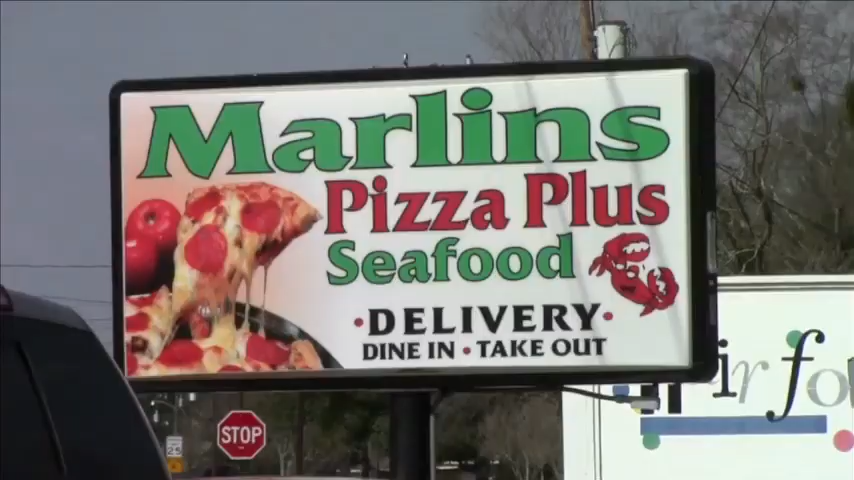 Marlins
Pizza Plus
Seafood
•DELIVERY•
DINE IN • TAKE OUT
STOP
25